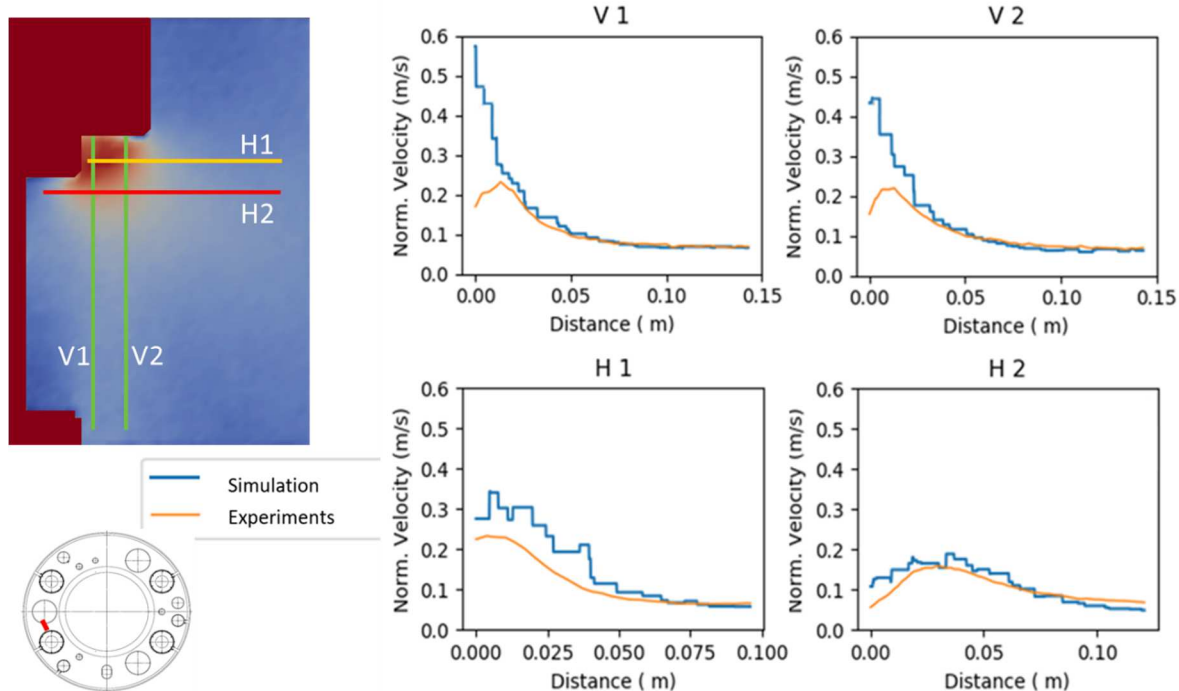 H1
H2
V1 V2
Simulation
Experiments
V 1
Norm. Velocity (m/s)
0.6
0.5
0.4
0.3
0.2
0.1
0.0
0.00 0.05 0.10 0.15
Distance ( m)
V 2
Norm. Velocity (m/s)
0.6
0.5
0.4
0.3
0.2
0.1
0.0
0.00 0.05 0.10 0.15
Distance ( m)
H 1
Norm. Velocity (m/s)
0.6
0.5
0.4
0.3
0.2
0.1
0.0
0.000 0.025 0.050 0.075 0.100
Distance ( m)
H 2
Norm. Velocity (m/s)
0.6
0.5
0.4
0.3
0.2
0.1
0.0
0.00 0.05 0.10
Distance ( m)